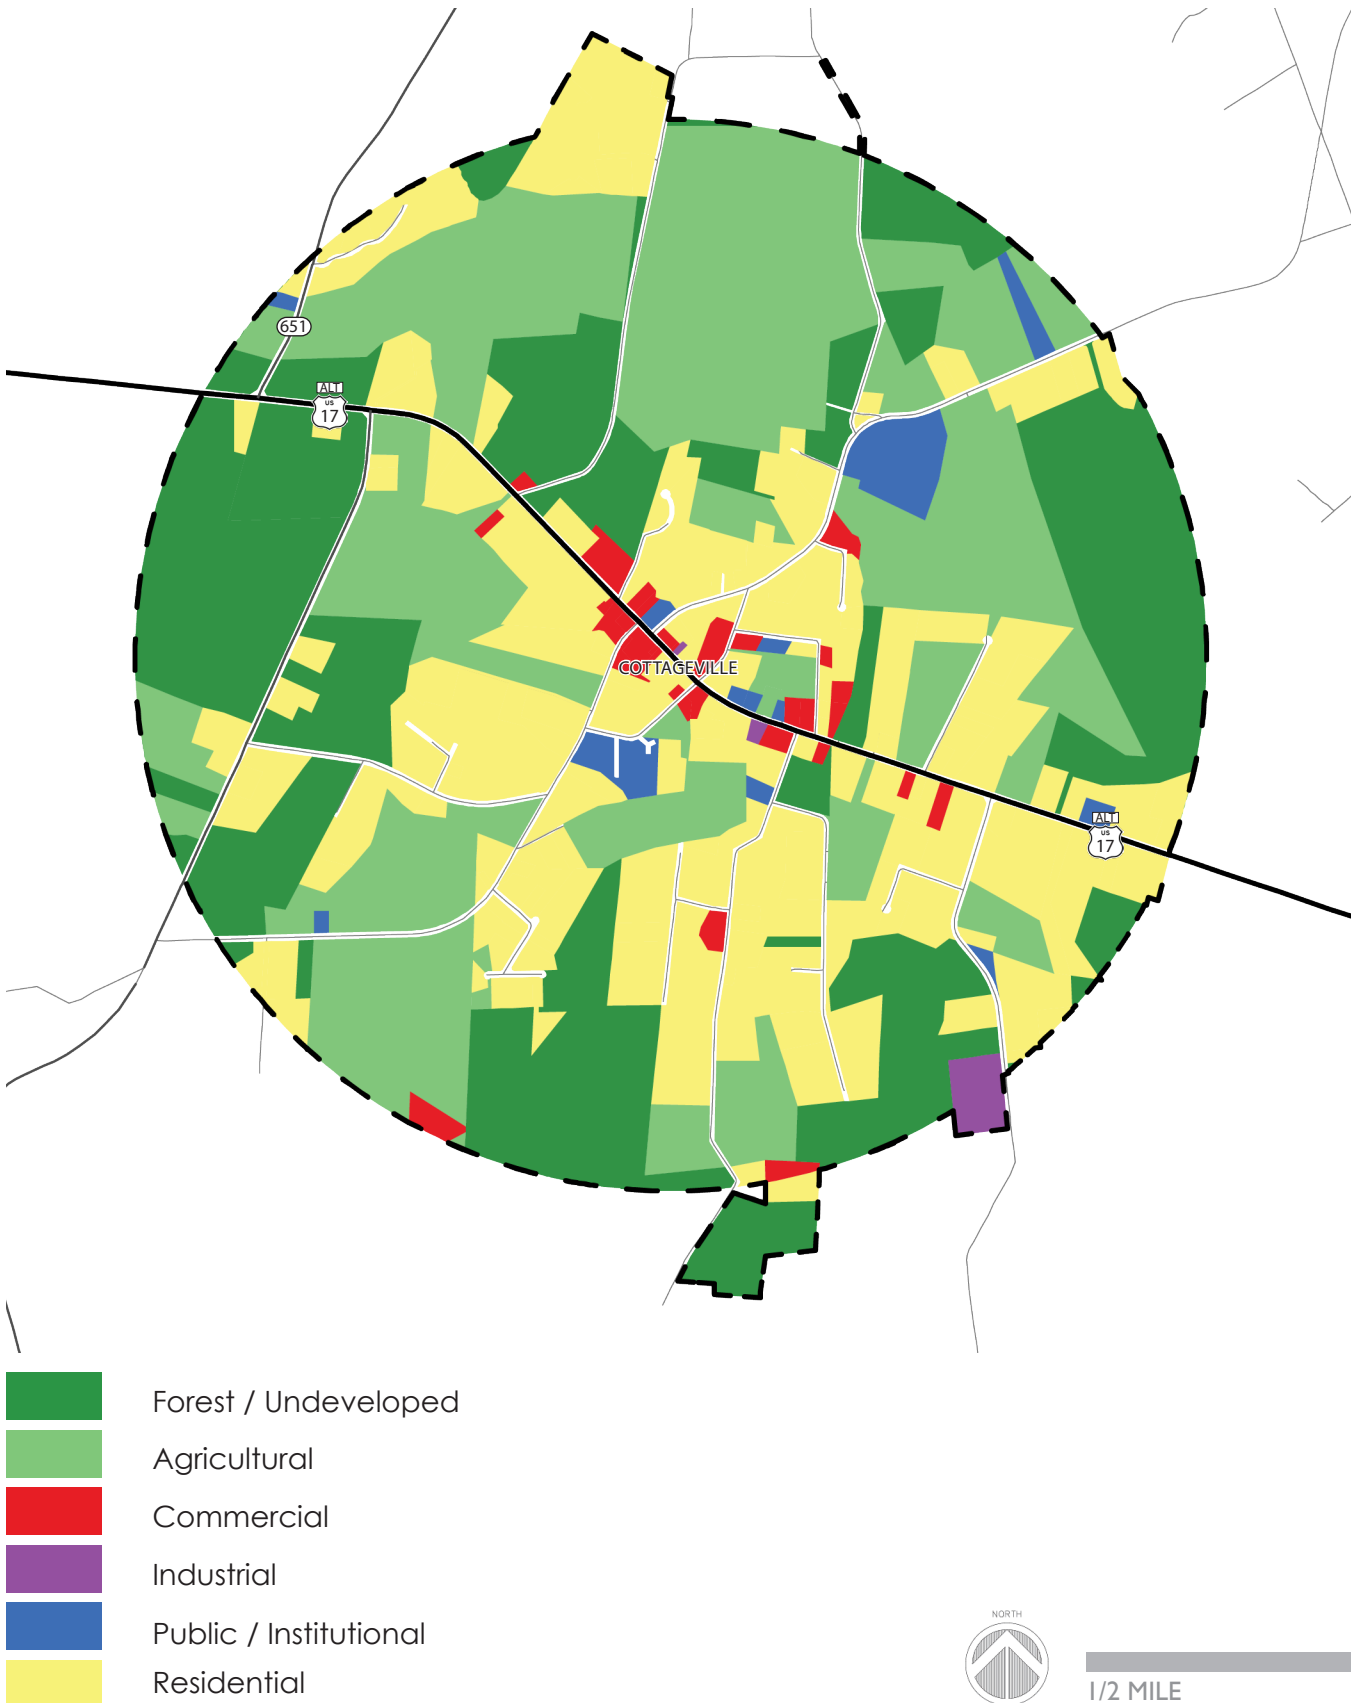 651
ALT
US
17
COTTAGEVILLE
ALT
US
17
Forest / Undeveloped
Agricultural
Commercial
Industrial
Public / Institutional
Residential
NORTH
1/2 MILE